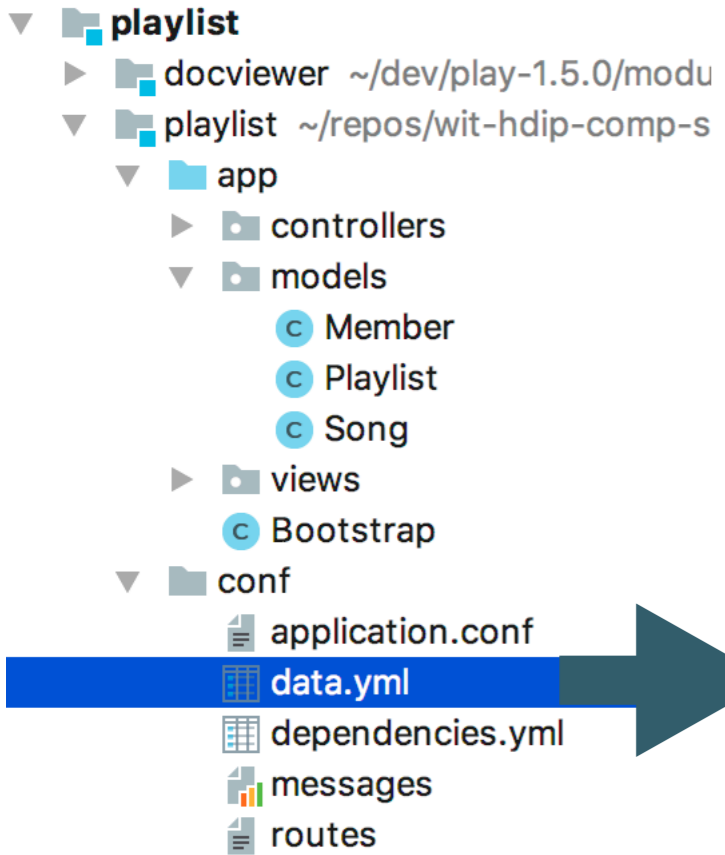 playlist
docviewer ~/dev/play-1.5.0/modu
playlist ~/repos/wit-hdip-comp-s
app
controllers
models
C Member
C Playlist
C Song
views
C Bootstrap
conf
application.conf
data.yml
dependencies.yml
messages
routes